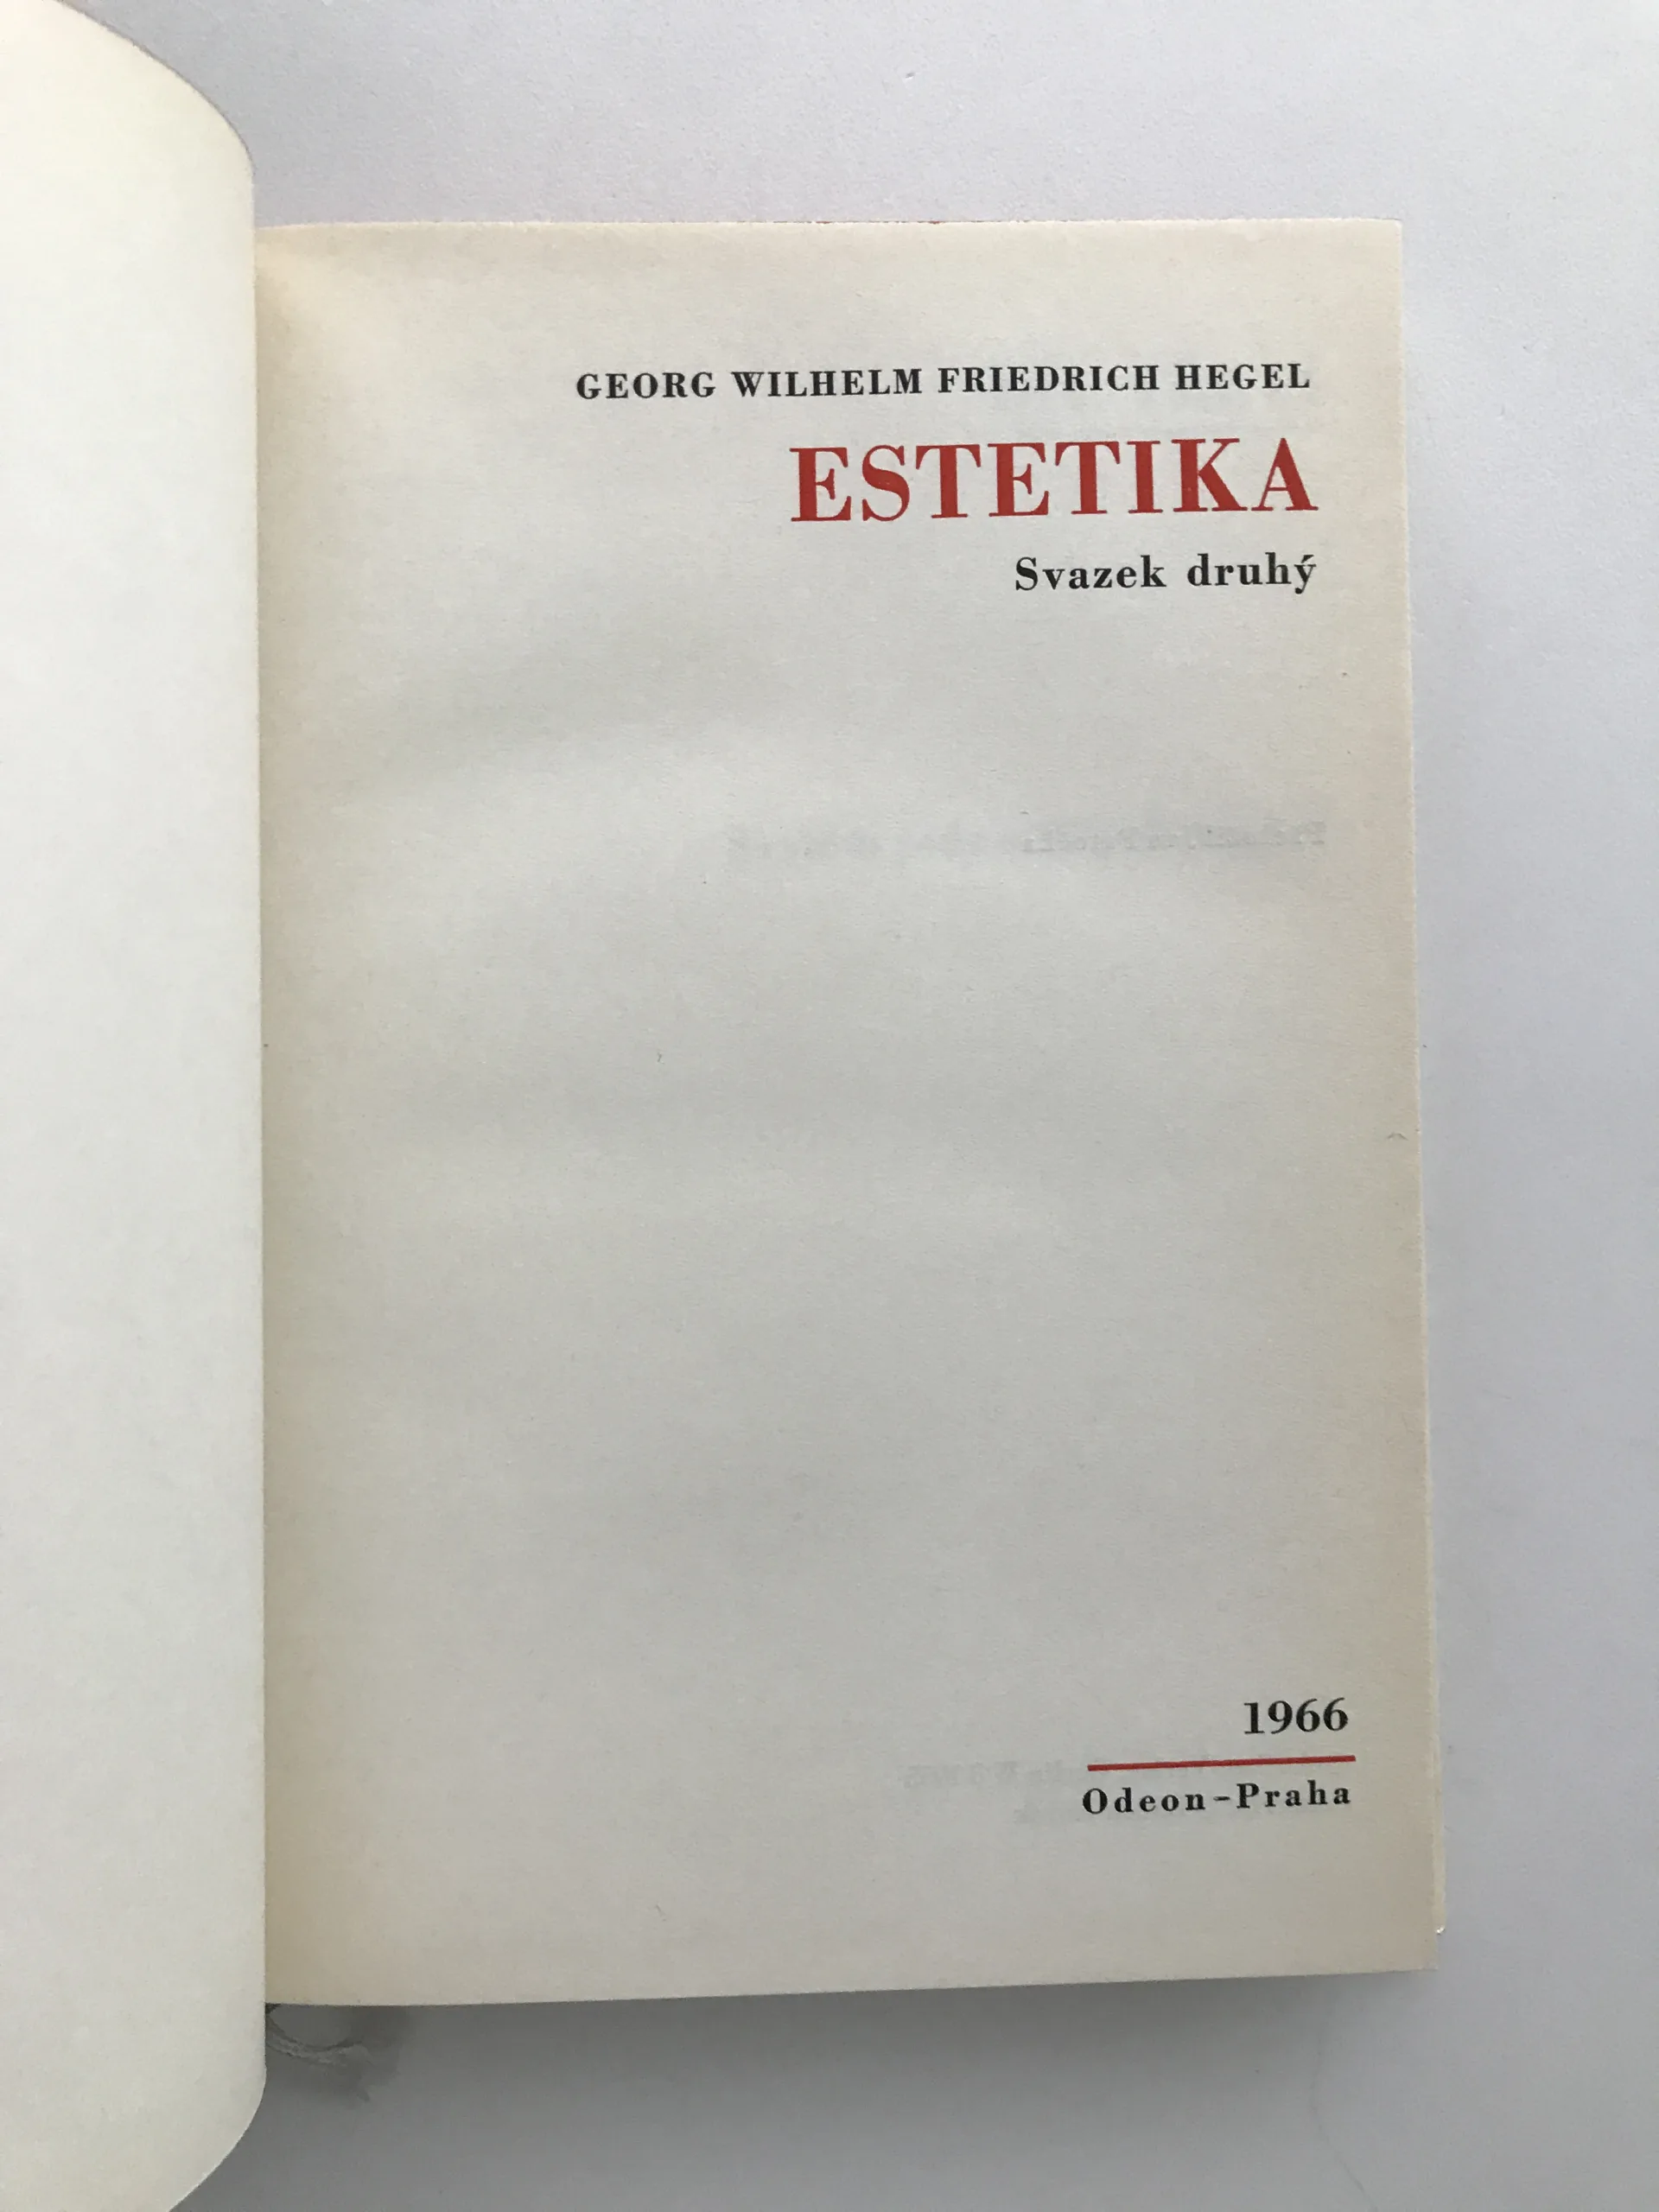 GEORG WILHELM FRIEDRICH HEGEL
ESTETIKA
Svazek druhý
1966
Odeon–Praha